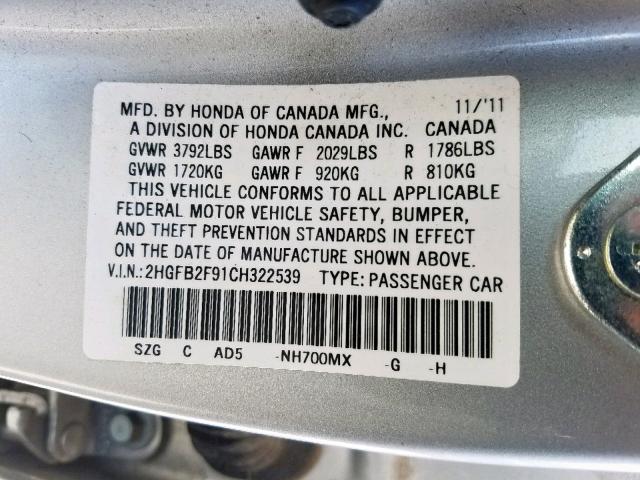 MFD. BY HONDA OF CANADA MFG., 11/'11
A DIVISION OF HONDA CANADA INC. CANADA
GVWR 3792LBS GAWR F 2029LBS R 1786LBS
GVWR 1720KG GAWR F 920KG R 810KG
THIS VEHICLE CONFORMS TO ALL APPLICABLE
FEDERAL MOTOR VEHICLE SAFETY, BUMPER,
AND THEFT PREVENTION STANDARDS IN EFFECT
ON THE DATE OF MANUFACTURE SHOWN ABOVE.
V.I.N.: 2HGFB2F91CH322539 TYPE: PASSENGER CAR
SZG C AD5 -NH700MX -G -H